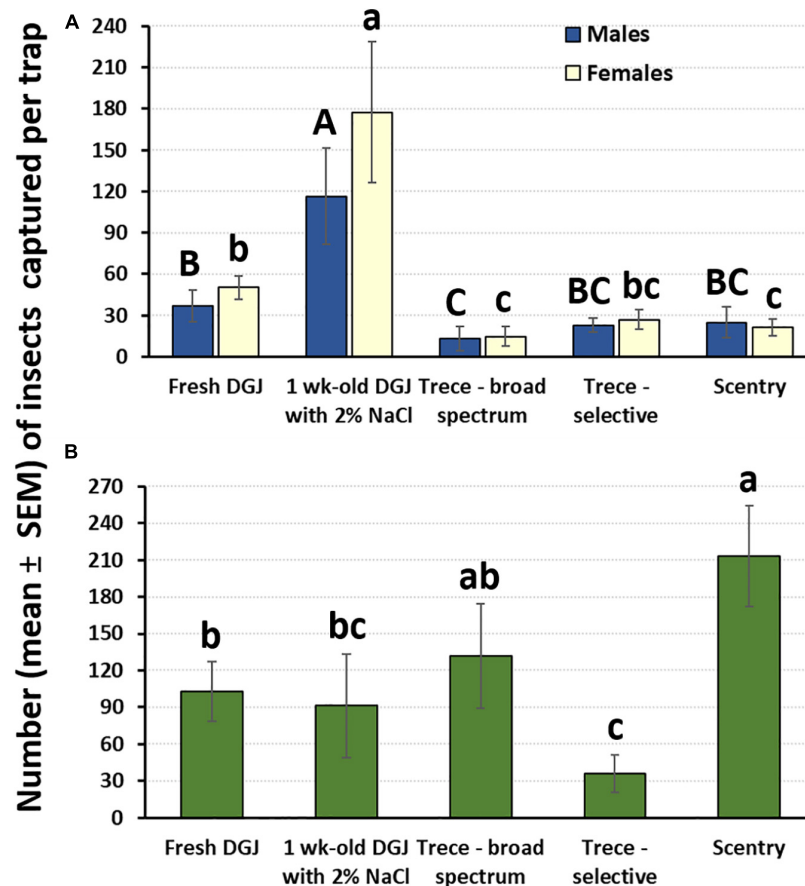 Number (mean ± SEM) of insects captured per trap
A
240
210
180
150
120
90
60
30
0
Males
Females
B
b
A
a
C
c
BC
bc
BC
c
Fresh DGJ
1 wk-old DGJ
with 2% NaCl
Trece - broad
spectrum
Trece -
selective
Scentry
B
270
240
210
180
150
120
90
60
30
0
b
bc
ab
c
a
Fresh DGJ
1 wk-old DGJ
with 2% NaCl
Trece - broad
spectrum
Trece -
selective
Scentry